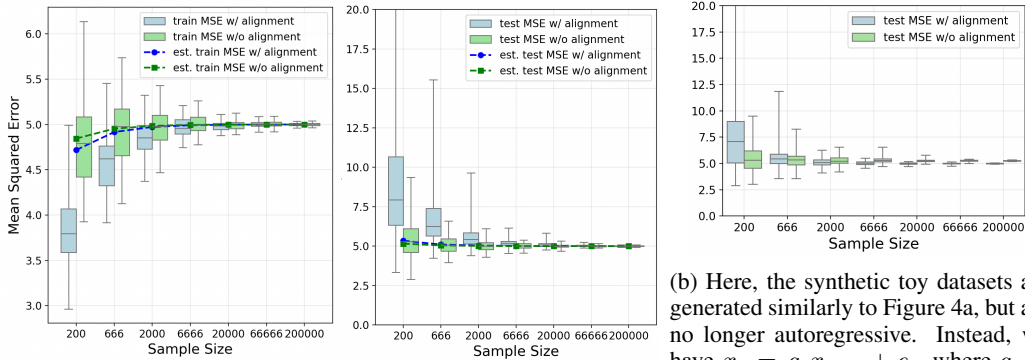 6.0
5.5
5.0
4.5
4.0
3.5
3.0
Mean Squared Error
train MSE w/ alignment
train MSE w/o alignment
est. train MSE w/ alignment
est. train MSE w/o alignment
200 666 2000 6666 20000 66666 200000
Sample Size
20.0
17.5
15.0
12.5
10.0
7.5
5.0
2.5
0.0
test MSE w/ alignment
test MSE w/o alignment
est. test MSE w/ alignment
est. test MSE w/o alignment
200 666 2000 6666 20000 66666 200000
Sample Size
20.0
17.5
15.0
12.5
10.0
7.5
5.0
2.5
0.0
test MSE w/ alignment
test MSE w/o alignment
200 666 2000 6666 20000 66666 200000
Sample Size
(b) Here, the synthetic toy datasets
generated similarly to Figure 4a, but
no longer autoregressive. Instead,